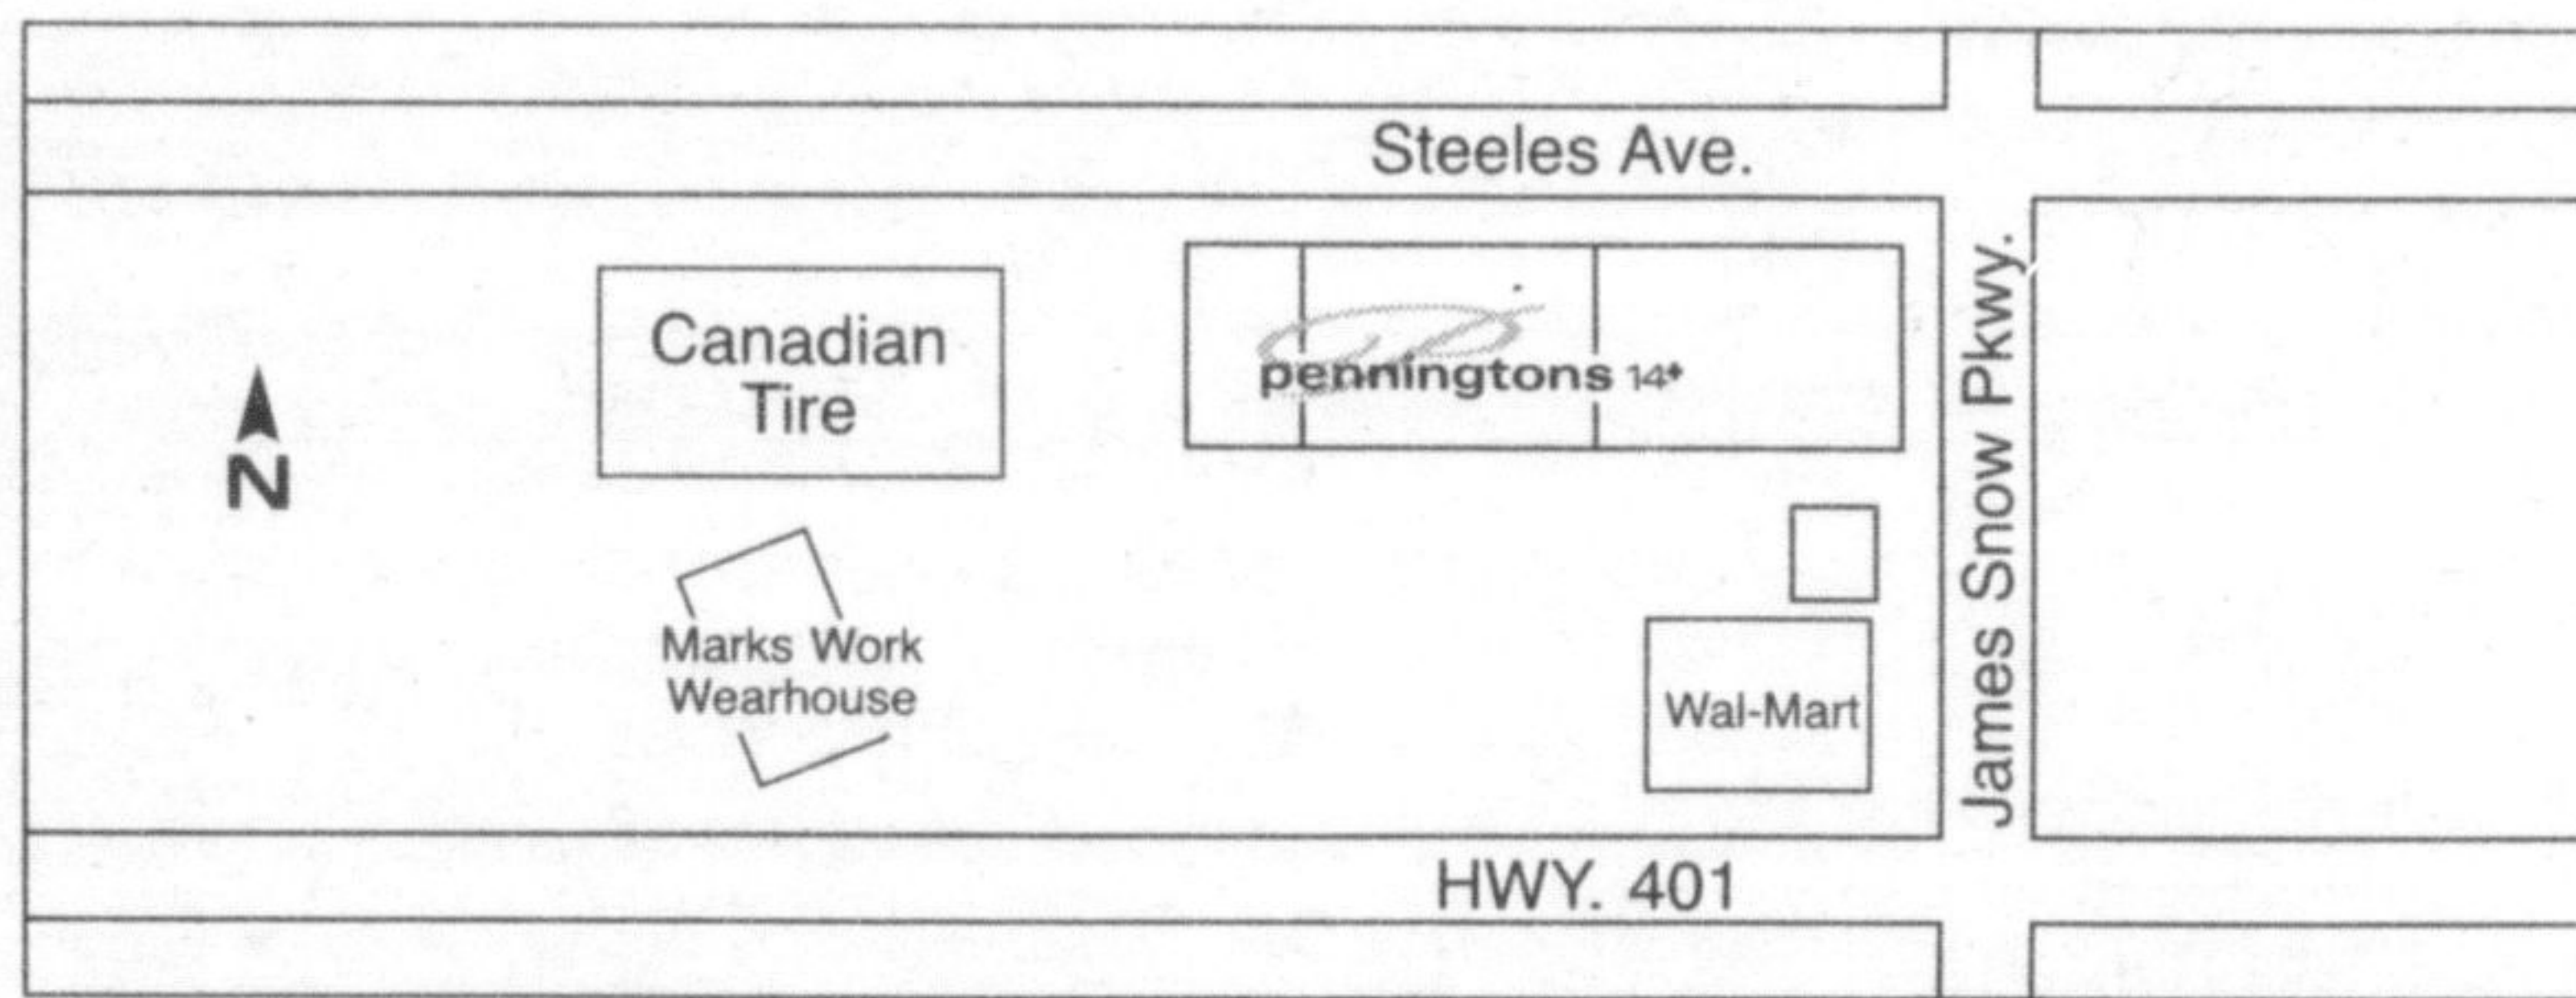 Steeles Ave.
Canadian
Tire
penningtons 14+
James Snow Pkwy.
N
Marks Work
Wearhouse
Wal-Mart
HWY. 401